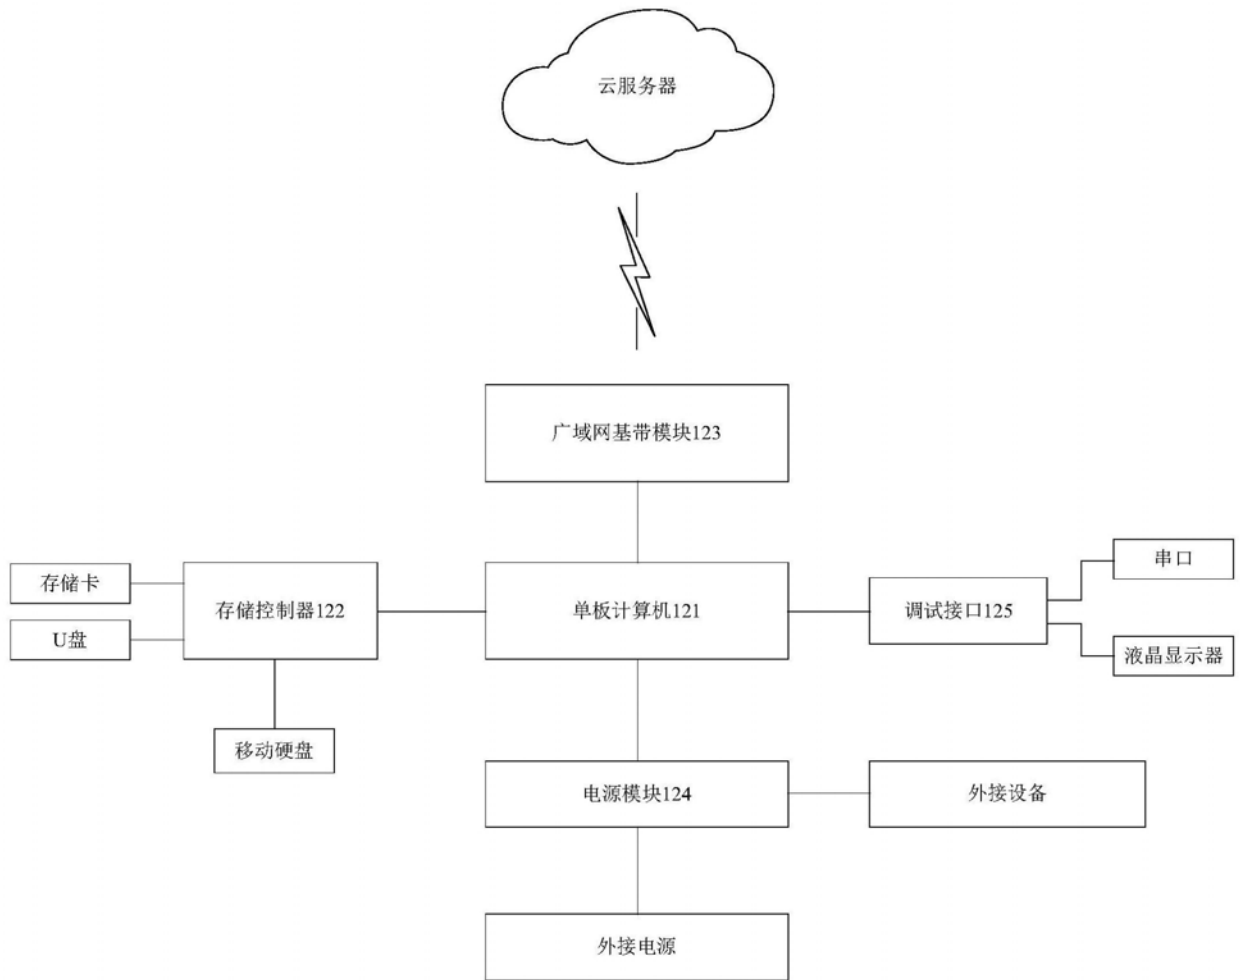 云服务器
广域网基带模块123
串口
存储卡
存储控制器122
单板计算机121
调试接口125
U盘
液晶显示器
移动硬盘
电源模块124
外接设备
外接电源